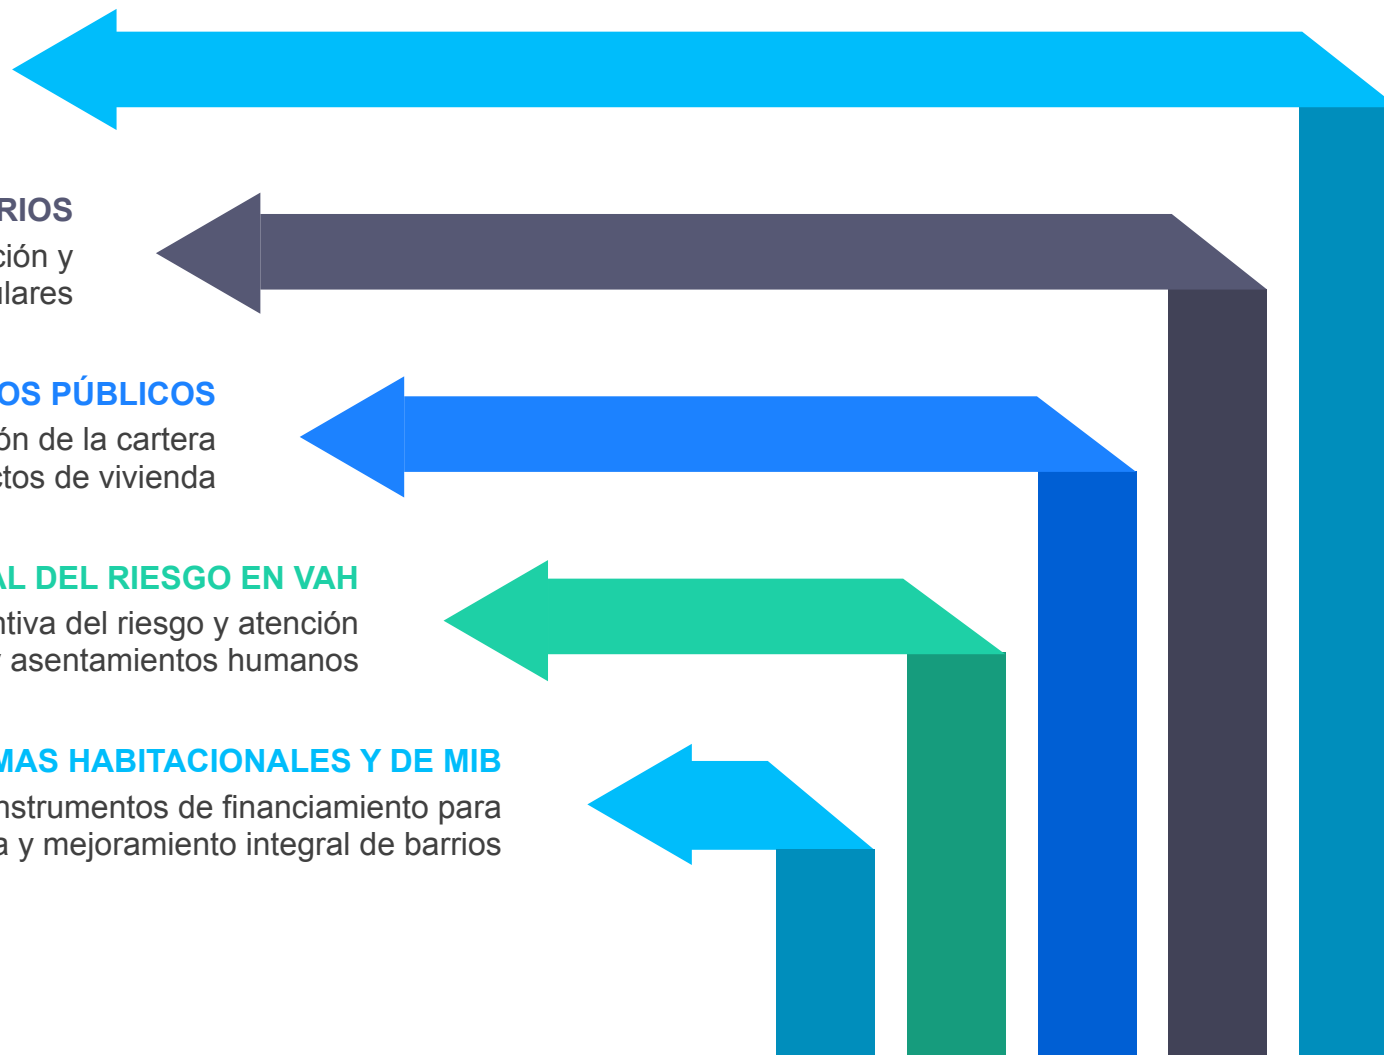 RIOS
ción y
ulares
OS PÚBLICOS
ón de la cartera
ctos de vivienda
AL DEL RIESGO EN VAH
ntiva del riesgo y atención
y asentamientos humanos
MAS HABITACIONALES Y DE MIB
nstrumentos de financiamiento para
a y mejoramiento integral de barrios